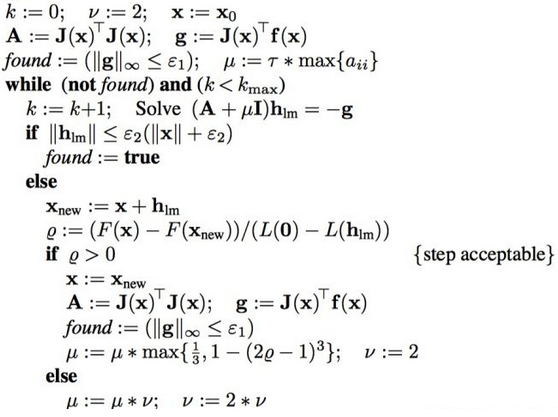 k := 0; ν := 2; x := x₀
A := J(x)ᵀJ(x); g := J(x)ᵀf(x)
found := (‖g‖∞ ≤ ε₁); μ := τ * max{aᵢᵢ}
while (not found) and (k < kmax)
k := k+1; Solve (A + μI)hlm = −g
if ‖hlm‖ ≤ ε₂(‖x‖ + ε₂)
found := true
else
xnew := x + hlm
ϱ := (F(x) − F(xnew))/(L(0) − L(hlm))
if ϱ > 0 {step acceptable}
x := xnew
A := J(x)ᵀJ(x); g := J(x)ᵀf(x)
found := (‖g‖∞ ≤ ε₁)
μ := μ * max{⅓, 1 − (2ϱ − 1)³}; ν := 2
else
μ := μ * ν; ν := 2 * ν